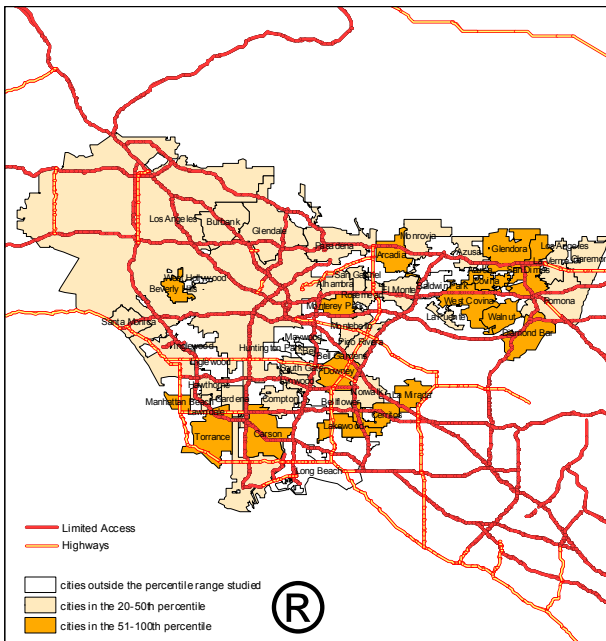 Los Angeles
Burbank
Glendale
Pasadena
Monrovia
Arcadia
Azusa
Glendora
Los Angeles
La Verne
Claremont
San Dimas
Covina
West Hollywood
Beverly Hills
San Gabriel
Alhambra
Rosemead
El Monte
Baldwin Park
West Covina
Pomona
Monterey Park
La Puente
Walnut
Santa Monica
Montebello
Diamond Bar
Maywood
Pico Rivera
Inglewood
Huntington Park
Bell Gardens
South Gate
Downey
Lynwood
Hawthorne
Norwalk
La Mirada
Manhattan Beach
Gardena
Compton
Bellflower
Lawndale
Cerritos
Torrance
Carson
Lakewood
Long Beach
Limited Access
Highways
cities outside the percentile range studied
cities in the 20-50th percentile
cities in the 51-100th percentile
®